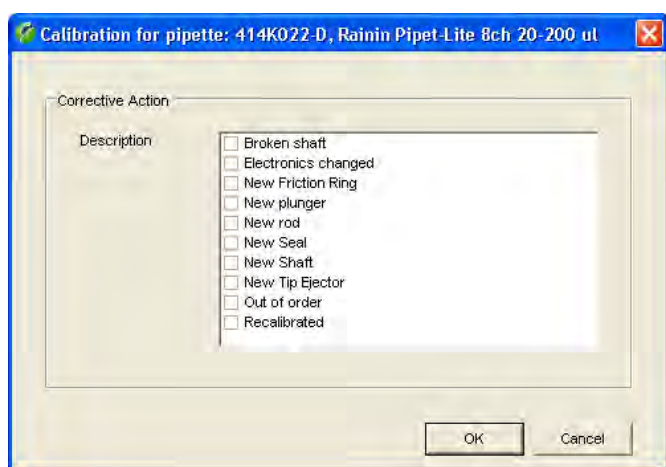 Calibration for pipette: 414K022-D, Rainin Pipet-Lite 8ch 20-200 ul
Corrective Action
Description
Broken shaft
Electronics changed
New Friction Ring
New plunger
New rod
New Seal
New Shaft
New Tip Ejector
Out of order
Recalibrated
OK
Cancel